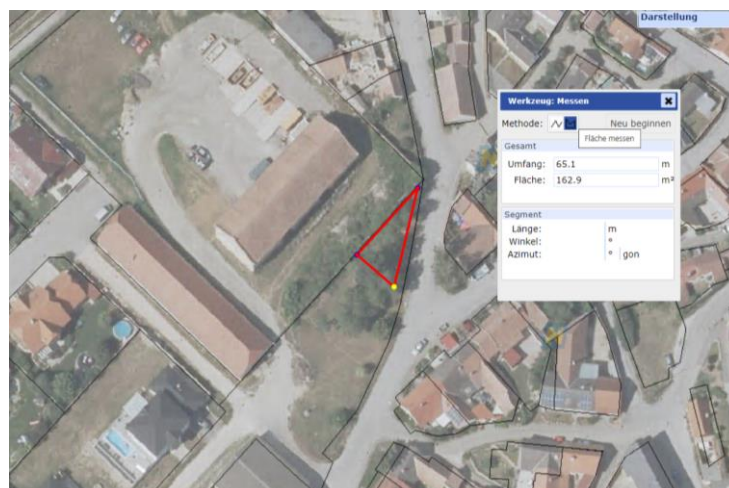 Darstellung
Werkzeug: Messen
Methode: Neu beginnen
Fläche messen
Gesamt
Umfang: 65.1 m
Fläche: 162.9 m²
Segment
Länge: m
Winkel: °
Azimut: ° gon